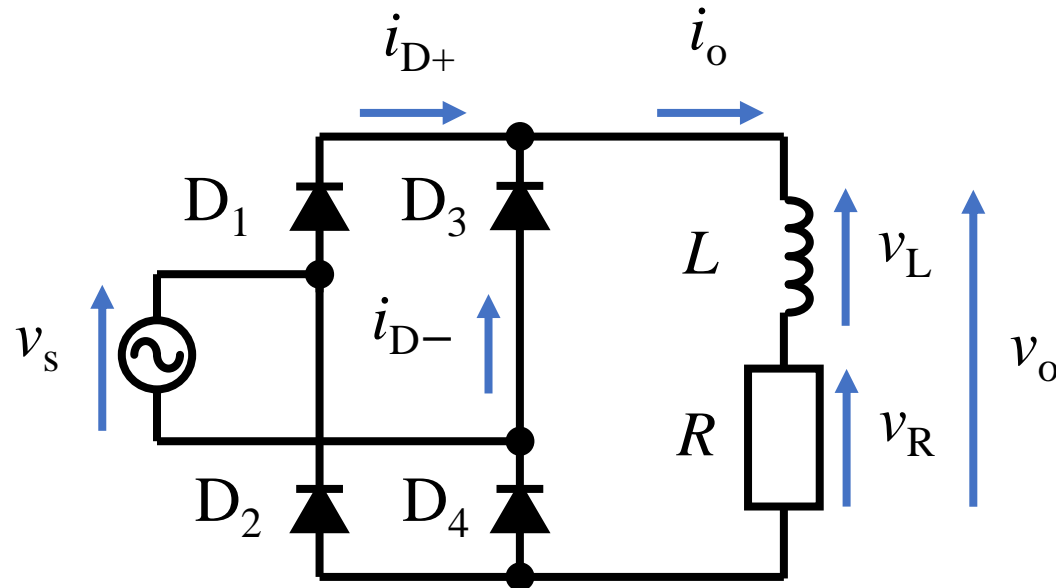 i_D+
i_o
D_1
D_3
L
v_L
v_s
i_D−
v_o
R
v_R
D_2
D_4